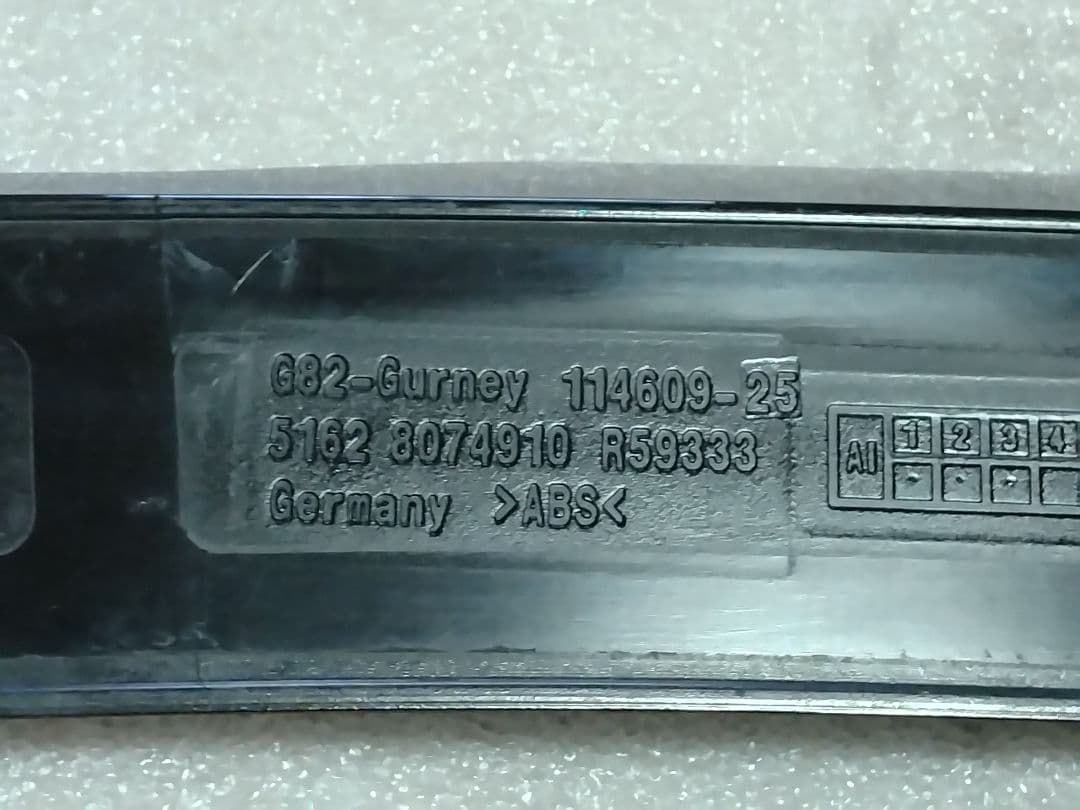 G82-Gurney 114609-25
5162 8074910 R59333
Germany >ABS<
AI 1 2 3 4